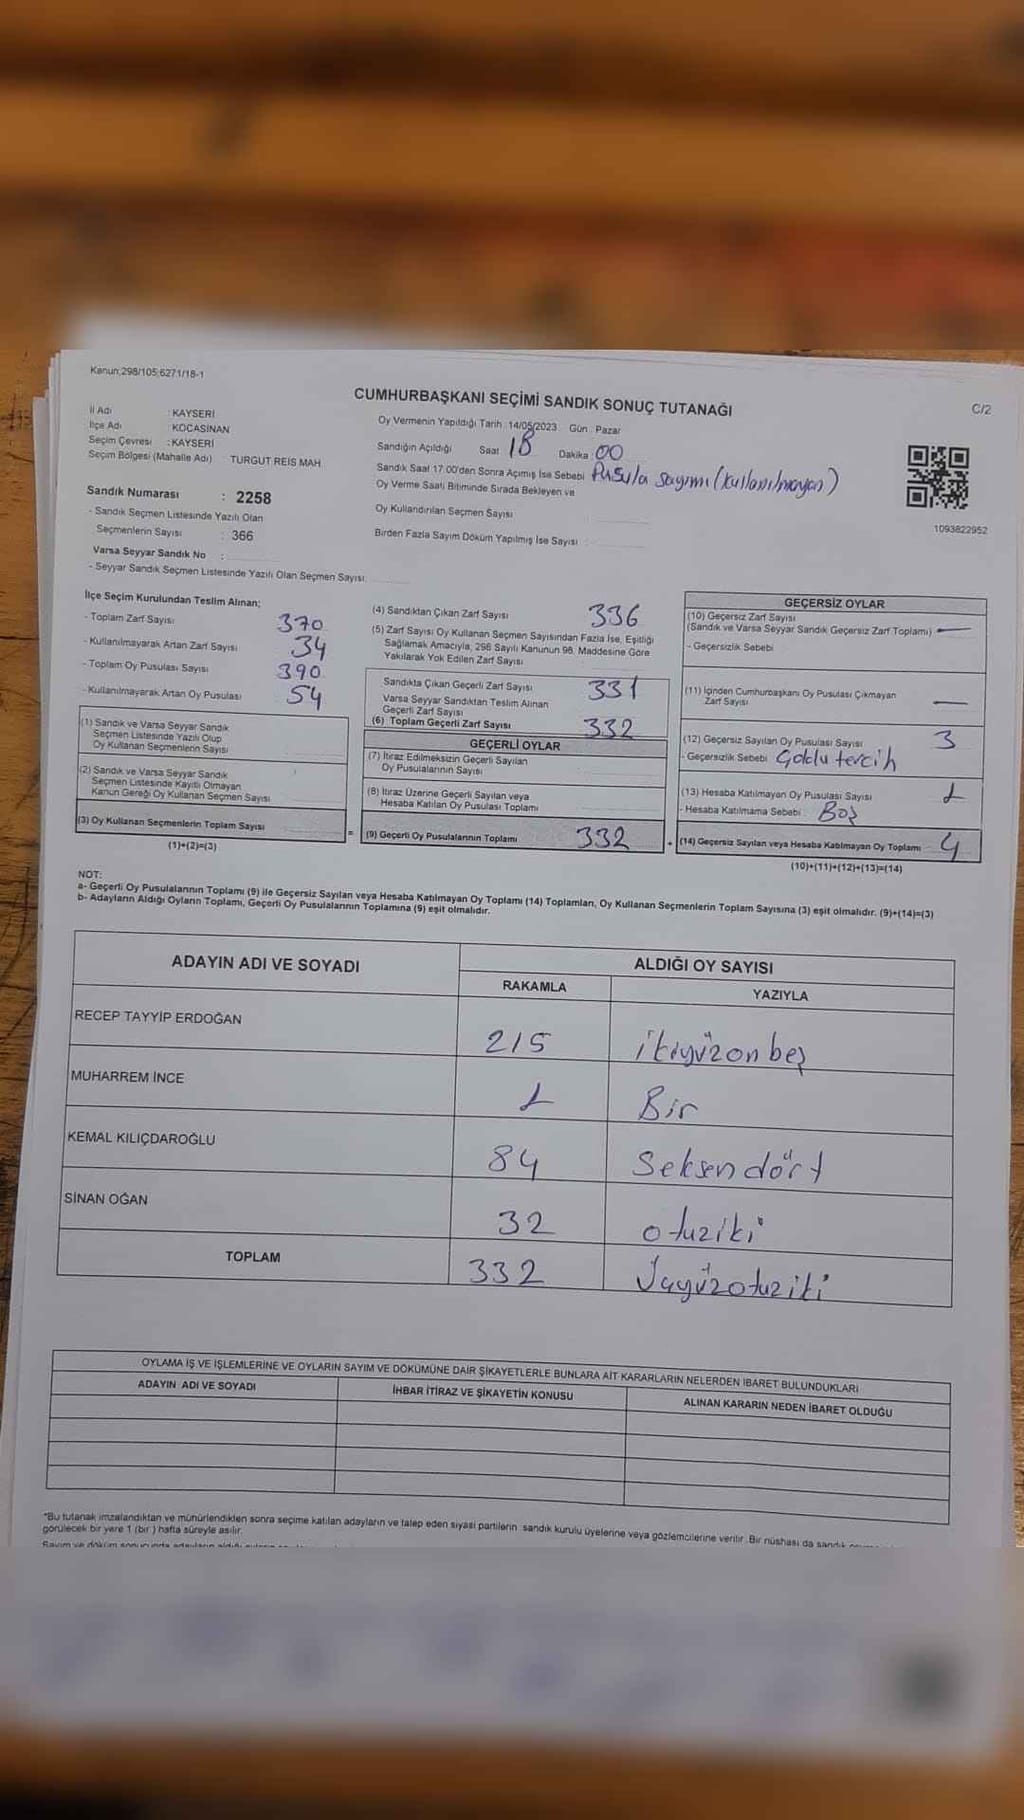 Kanun;298/105;6271/18-1
CUMHURBAŞKANI SEÇİMİ SANDIK SONUÇ TUTANAĞI
C/2
İl Adı : KAYSERİ
İlçe Adı : KOCASİNAN
Seçim Çevresi : KAYSERİ
Seçim Bölgesi (Mahalle Adı) : TURGUT REİS MAH.
Oy Vermenin Yapıldığı Tarih : 14/05/2023 Gün : Pazar
Sandığın Açıldığı Saat 18 Dakika : 00
Sandık Saat 17:00'den Sonra Açımış İse Sebebi Pusula sayımı (kullanılmayan)
Oy Verme Saati Bitiminde Sırada Bekleyen ve
Oy Kullandırılan Seçmen Sayısı
Birden Fazla Sayım Döküm Yapılmış İse Sayısı :
1093822952
Sandık Numarası : 2258
- Sandık Seçmen Listesinde Yazılı Olan
Seçmenlerin Sayısı : 366
Varsa Seyyar Sandık No :
- Seyyar Sandık Seçmen Listesinde Yazılı Olan Seçmen Sayısı
İlçe Seçim Kurulundan Teslim Alınan;
- Toplam Zarf Sayısı 370
- Kullanılmayarak Artan Zarf Sayısı 34
- Toplam Oy Pusulası Sayısı 390
- Kullanılmayarak Artan Oy Pusulası 54
(1) Sandık ve Varsa Seyyar Sandık
Seçmen Listesinde Yazılı Olup
Oy Kullanan Seçmenlerin Sayısı
(2) Sandık ve Varsa Seyyar Sandık
Seçmen Listesinde Kayıtlı Olmayan
Kanun Gereği Oy Kullanan Seçmen Sayısı
(3) Oy Kullanan Seçmenlerin Toplam Sayısı
(1)+(2)=(3)
(4) Sandıktan Çıkan Zarf Sayısı 336
(5) Zarf Sayısı Oy Kullanan Seçmen Sayısından Fazla İse, Eşitliği
Sağlamak Amacıyla, 298 Sayılı Kanunun 98. Maddesine Göre
Yakılarak Yok Edilen Zarf Sayısı
Sandıkta Çıkan Geçerli Zarf Sayısı 331
Varsa Seyyar Sandıktan Teslim Alınan
Geçerli Zarf Sayısı
(6) Toplam Geçerli Zarf Sayısı 332
GEÇERLİ OYLAR
(7) İtiraz Edilmeksizin Geçerli Sayılan
Oy Pusulalarının Sayısı
(8) İtiraz Üzerine Geçerli Sayılan veya
Hesaba Katılan Oy Pusulası Toplamı
= (9) Geçerli Oy Pusulalarının Toplamı 332 +
GEÇERSİZ OYLAR
(10) Geçersiz Zarf Sayısı
(Sandık ve Varsa Seyyar Sandık Geçersiz Zarf Toplamı) —
- Geçersizlik Sebebi
(11) İçinden Cumhurbaşkanı Oy Pusulası Çıkmayan
Zarf Sayısı —
(12) Geçersiz Sayılan Oy Pusulası Sayısı 3
- Geçersizlik Sebebi Çoklu tercih
(13) Hesaba Katılmayan Oy Pusulası Sayısı 1
- Hesaba Katılmama Sebebi Boş
(14) Geçersiz Sayılan veya Hesaba Katılmayan Oy Toplamı 4
(10)+(11)+(12)+(13)=(14)
NOT:
a- Geçerli Oy Pusulalarının Toplamı (9) ile Geçersiz Sayılan veya Hesaba Katılmayan Oy Toplamı (14) Toplamları, Oy Kullanan Seçmenlerin Toplam Sayısına (3) eşit olmalıdır. (9)+(14)=(3)
b- Adayların Aldığı Oyların Toplamı, Geçerli Oy Pusulalarının Toplamına (9) eşit olmalıdır.
ADAYIN ADI VE SOYADI ALDIĞI OY SAYISI
RAKAMLA YAZIYLA
RECEP TAYYİP ERDOĞAN 215 ikiyüzonbeş
MUHARREM İNCE 1 Bir
KEMAL KILIÇDAROĞLU 84 Seksendört
SİNAN OĞAN 32 otuziki
TOPLAM 332 Üçyüzotuziki
OYLAMA İŞ VE İŞLEMLERİNE VE OYLARIN SAYIM VE DÖKÜMÜNE DAİR ŞİKAYETLERLE BUNLARA AİT KARARLARIN NELERDEN İBARET BULUNDUKLARI
ADAYIN ADI VE SOYADI İHBAR İTİRAZ VE ŞİKAYETİN KONUSU ALINAN KARARIN NEDEN İBARET OLDUĞU
*Bu tutanak imzalandıktan ve mühürlendikten sonra seçime katılan adayların ve talep eden siyasi partilerin sandık kurulu üyelerine veya gözlemcilerine verilir. Bir nüshası da sandık
görülecek bir yere 1 (bir ) hafta süreyle asılır.